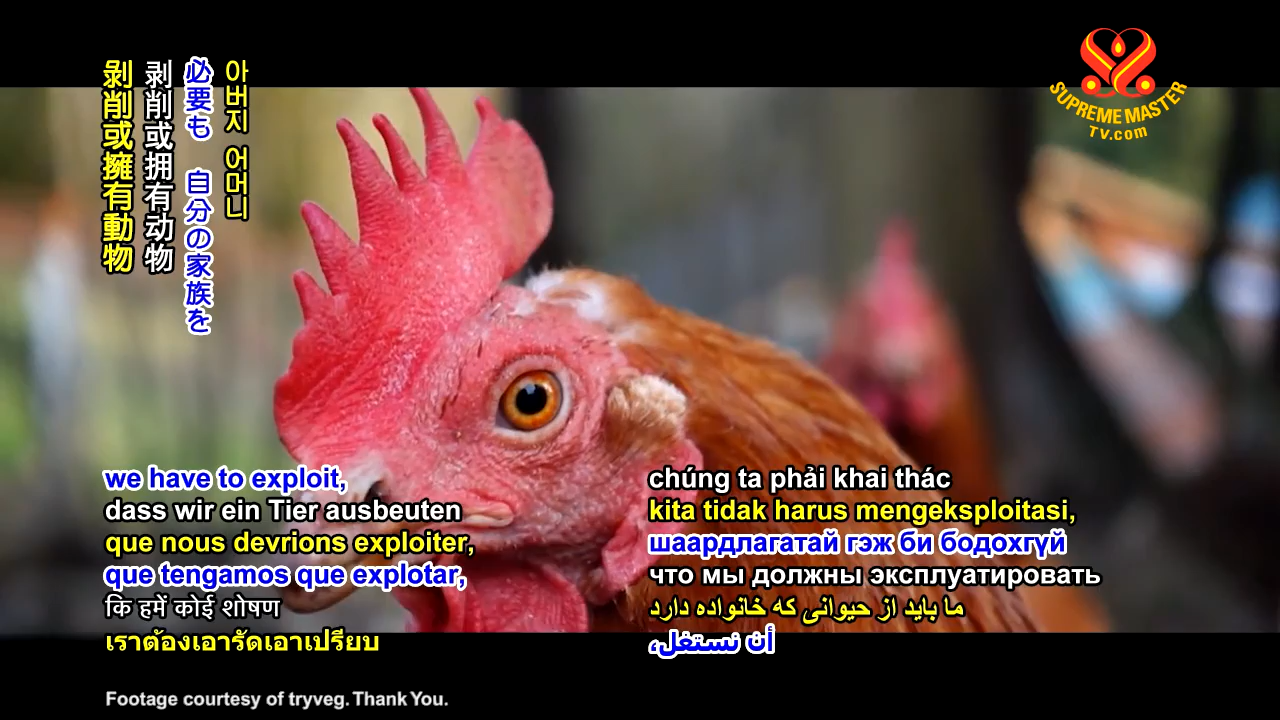 아버지 어머니
必要も 自分の家族を
剥削或拥有动物
剝削或擁有動物
SUPREME MASTER
TV.com
we have to exploit,
dass wir ein Tier ausbeuten
que nous devrions exploiter,
que tengamos que explotar,
कि हमें कोई शोषण
เราต้องเอารัดเอาเปรียบ
chúng ta phải khai thác
kita tidak harus mengeksploitasi,
шаардлагатай гэж би бодохгүй
что мы должны эксплуатировать
ما باید از حیوانی که خانواده دارد
أن نستغل،
Footage courtesy of tryveg. Thank You.